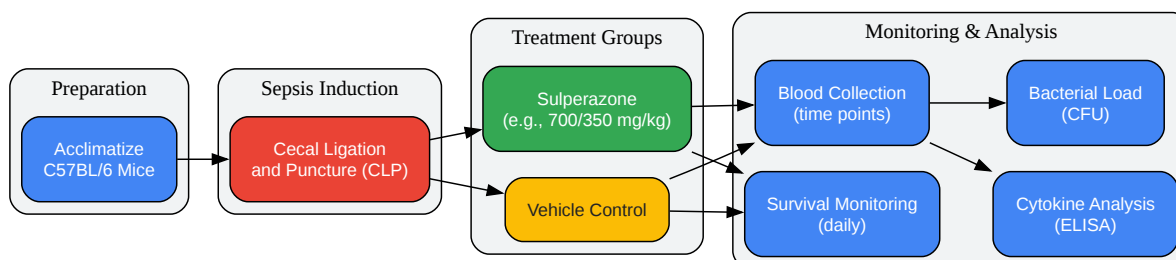 Preparation
Acclimatize
C57BL/6 Mice
Sepsis Induction
Cecal Ligation
and Puncture (CLP)
Treatment Groups
Sulperazone
(e.g., 700/350 mg/kg)
Vehicle Control
Monitoring & Analysis
Blood Collection
(time points)
Bacterial Load
(CFU)
Survival Monitoring
(daily)
Cytokine Analysis
(ELISA)